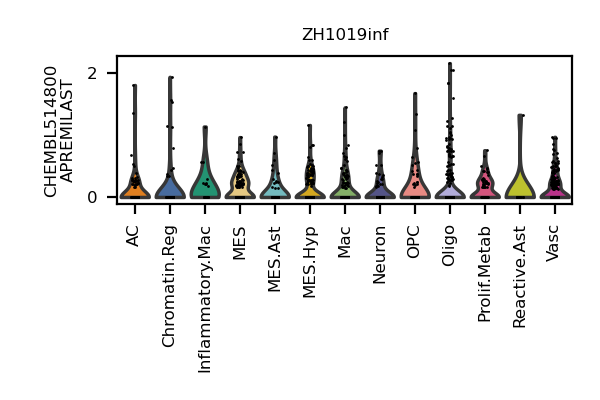 ZH1019inf
CHEMBL514800
APREMILAST
2
0
AC
Chromatin.Reg
Inflammatory.Mac
MES
MES.Ast
MES.Hyp
Mac
Neuron
OPC
Oligo
Prolif.Metab
Reactive.Ast
Vasc